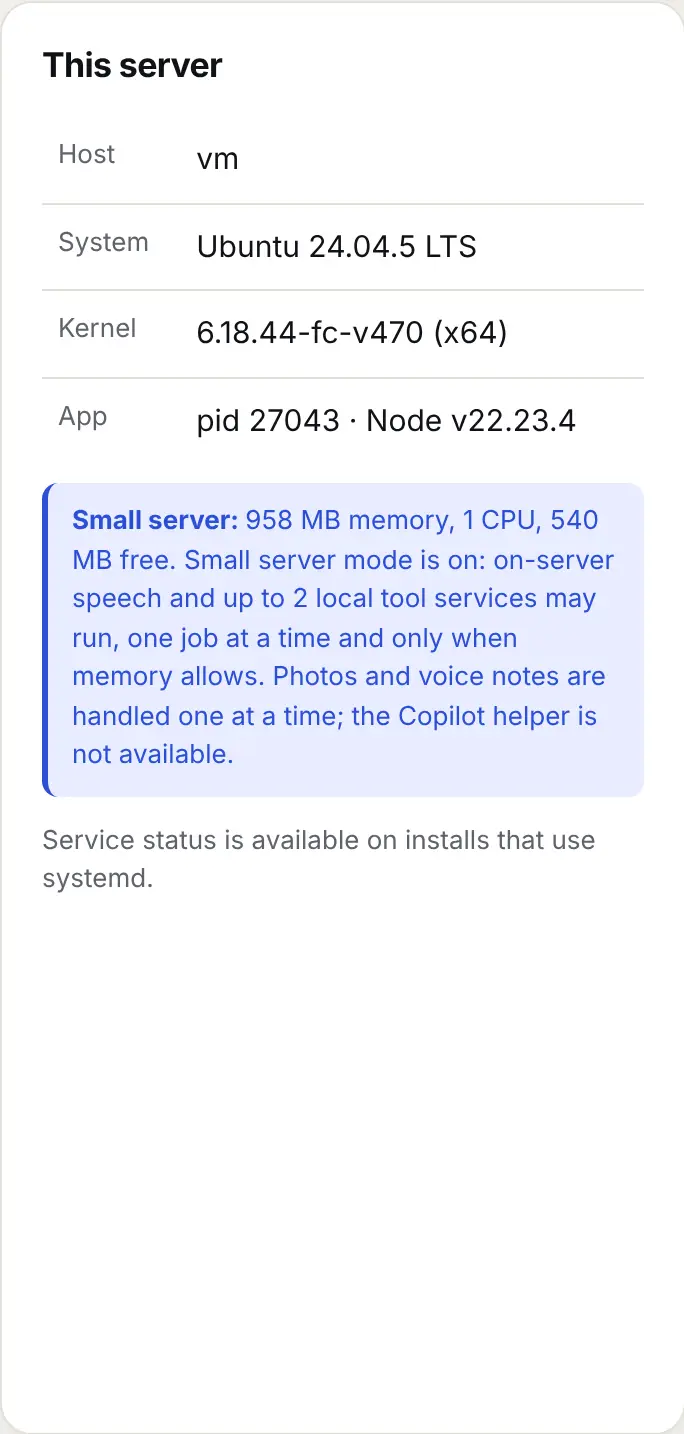 This server
Host vm
System Ubuntu 24.04.5 LTS
Kernel 6.18.44-fc-v470 (x64)
App pid 27043 · Node v22.23.4
Small server: 958 MB memory, 1 CPU, 540
MB free. Small server mode is on: on-server
speech and up to 2 local tool services may
run, one job at a time and only when
memory allows. Photos and voice notes are
handled one at a time; the Copilot helper is
not available.
Service status is available on installs that use
systemd.